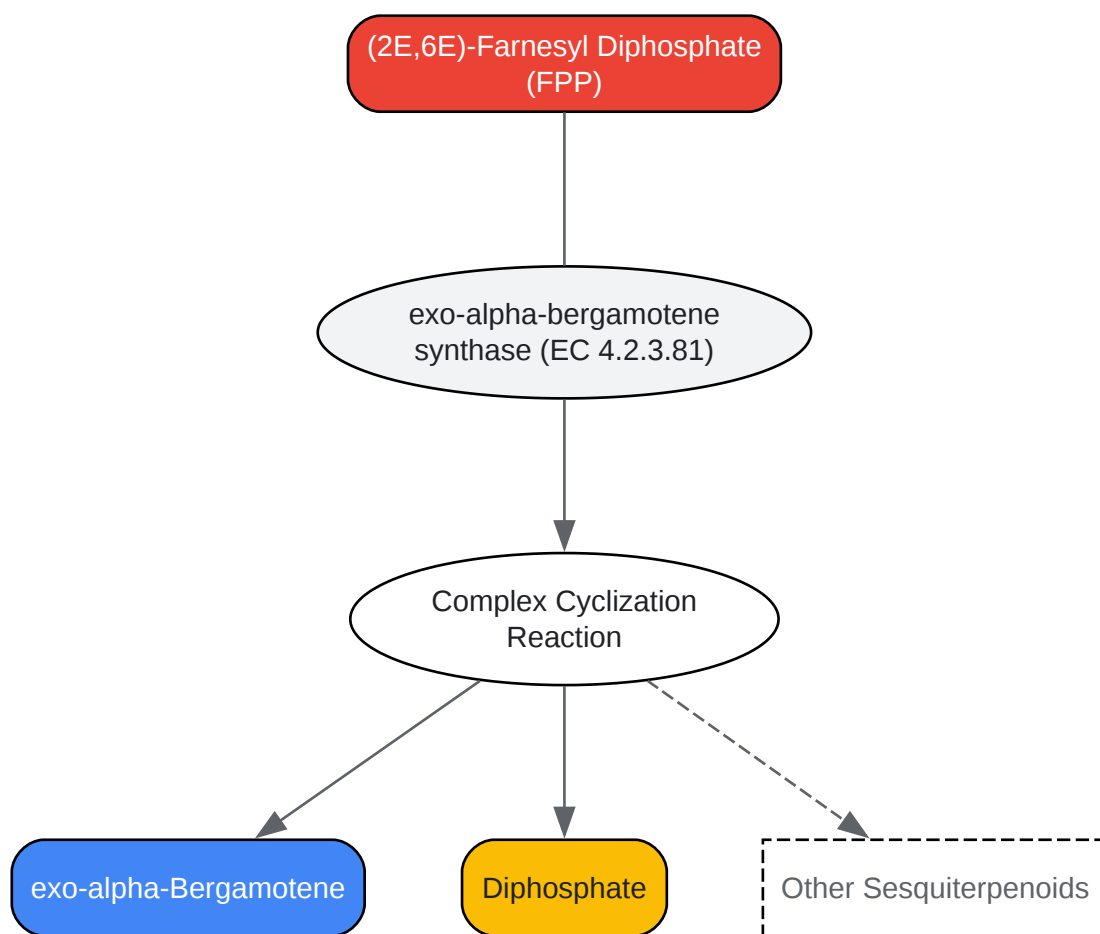 (2E,6E)-Farnesyl Diphosphate
(FPP)
exo-alpha-bergamotene
synthase (EC 4.2.3.81)
Complex Cyclization
Reaction
exo-alpha-Bergamotene
Diphosphate
Other Sesquiterpenoids